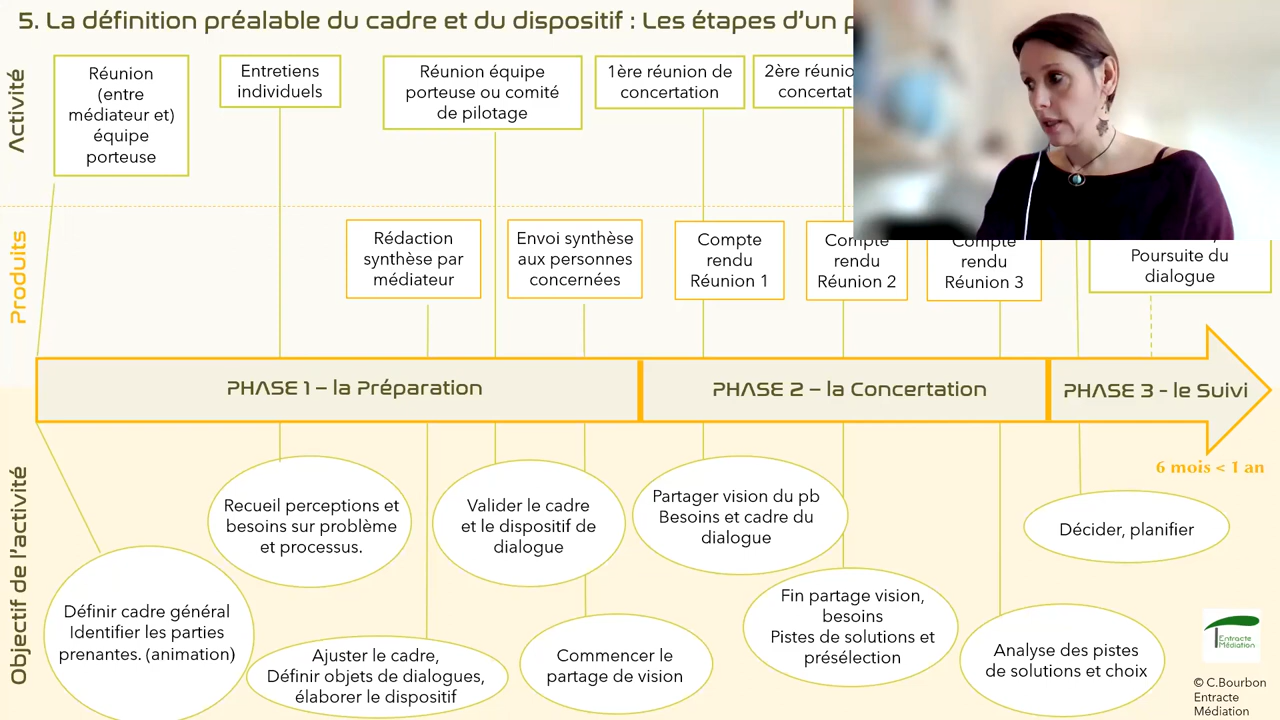 5. La définition préalable du cadre et du dispositif : Les étapes d'un
Activité
Réunion
(entre
médiateur et)
équipe
porteuse
Entretiens
individuels
Réunion équipe
porteuse ou comité
de pilotage
1ère réunion de
concertation
2ère
Produits
Rédaction
synthèse par
médiateur
Envoi synthèse
aux personnes
concernées
Compte
rendu
Réunion 1
Compte
rendu
Réunion 2
Compte
rendu
Réunion 3
Poursuite du
dialogue
PHASE 1 – la Préparation
PHASE 2 – la Concertation
PHASE 3 - le Suivi
6 mois < 1 an
Objectif de l'activité
Définir cadre général
Identifier les parties
prenantes. (animation)
Recueil perceptions et
besoins sur problème
et processus.
Ajuster le cadre,
Définir objets de dialogues,
élaborer le dispositif
Valider le cadre
et le dispositif de
dialogue
Commencer le
partage de vision
Partager vision du pb
Besoins et cadre du
dialogue
Fin partage vision,
besoins
Pistes de solutions et
présélection
Analyse des pistes
de solutions et choix
Décider, planifier
Entracte
Médiation
© C.Bourbon
Entracte
Médiation